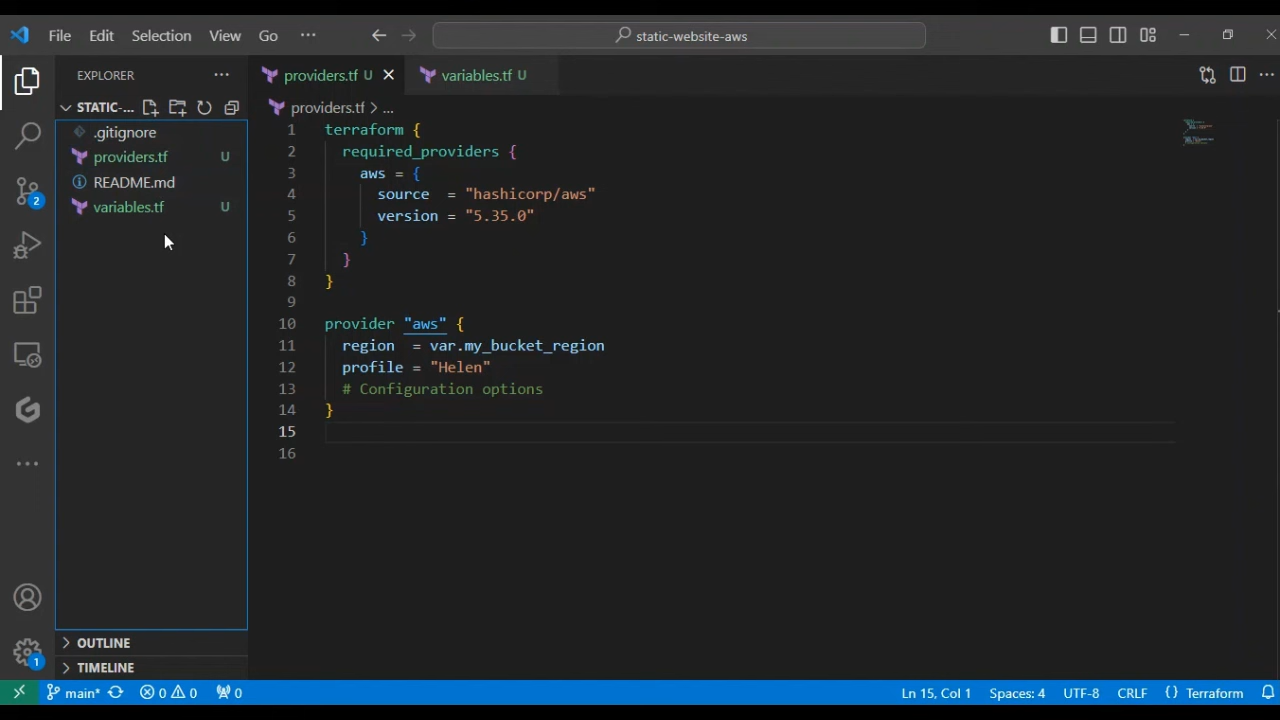 File Edit Selection View Go ··· static-website-aws
EXPLORER ···
providers.tf U
variables.tf U
STATIC-...
providers.tf > ...
.gitignore
providers.tf U
README.md
variables.tf U
2
1 terraform {
2 required_providers {
3 aws = {
4 source = "hashicorp/aws"
5 version = "5.35.0"
6 }
7 }
8 }
9
10 provider "aws" {
11 region = var.my_bucket_region
12 profile = "Helen"
13 # Configuration options
14 }
15
16
OUTLINE
1
TIMELINE
main* 0 0 0 Ln 15, Col 1 Spaces: 4 UTF-8 CRLF {} Terraform